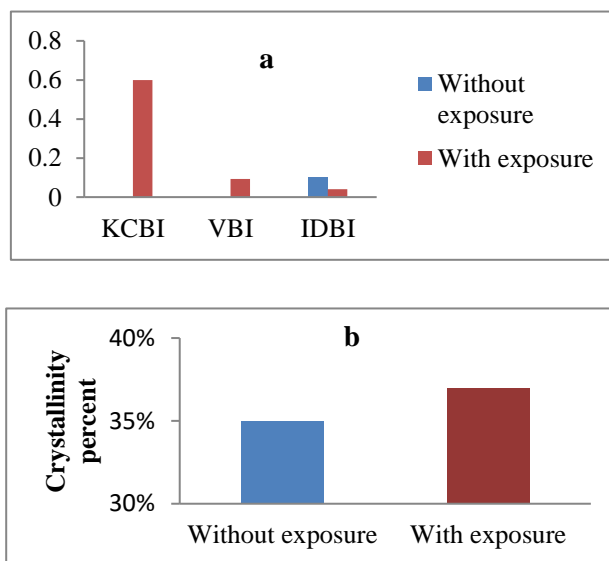 0.8
a
0.6
0.4
0.2
0
KCBI VBI IDBI
Without
exposure
With exposure
b
Crystallinity
percent
40%
35%
30%
Without exposure With exposure